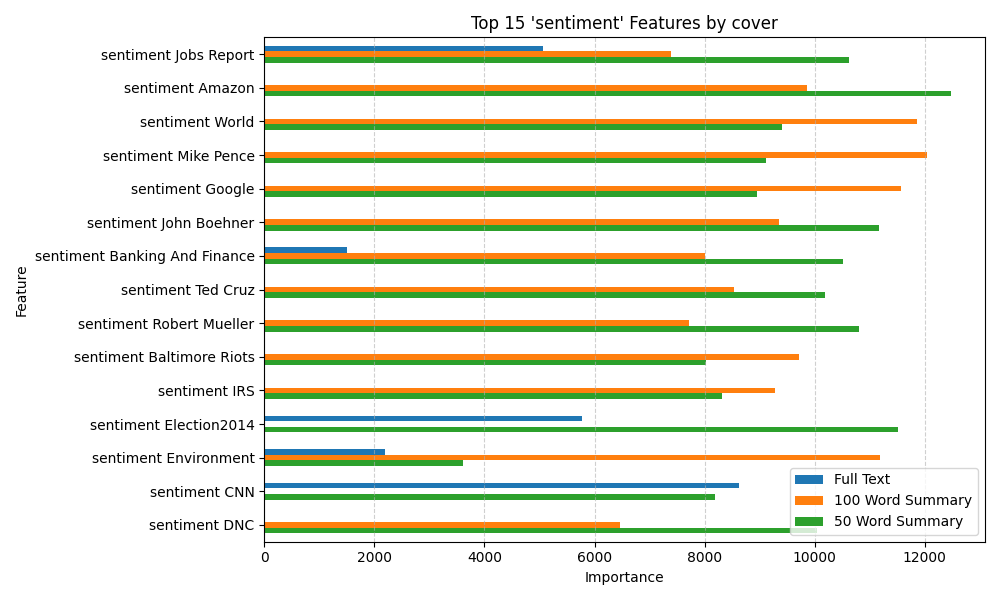 Top 15 'sentiment' Features by cover
sentiment Jobs Report
sentiment Amazon
sentiment World
sentiment Mike Pence
sentiment Google
sentiment John Boehner
sentiment Banking And Finance
sentiment Ted Cruz
sentiment Robert Mueller
sentiment Baltimore Riots
sentiment IRS
sentiment Election2014
sentiment Environment
sentiment CNN
sentiment DNC
Feature
Full Text
100 Word Summary
50 Word Summary
0 2000 4000 6000 8000 10000 12000
Importance